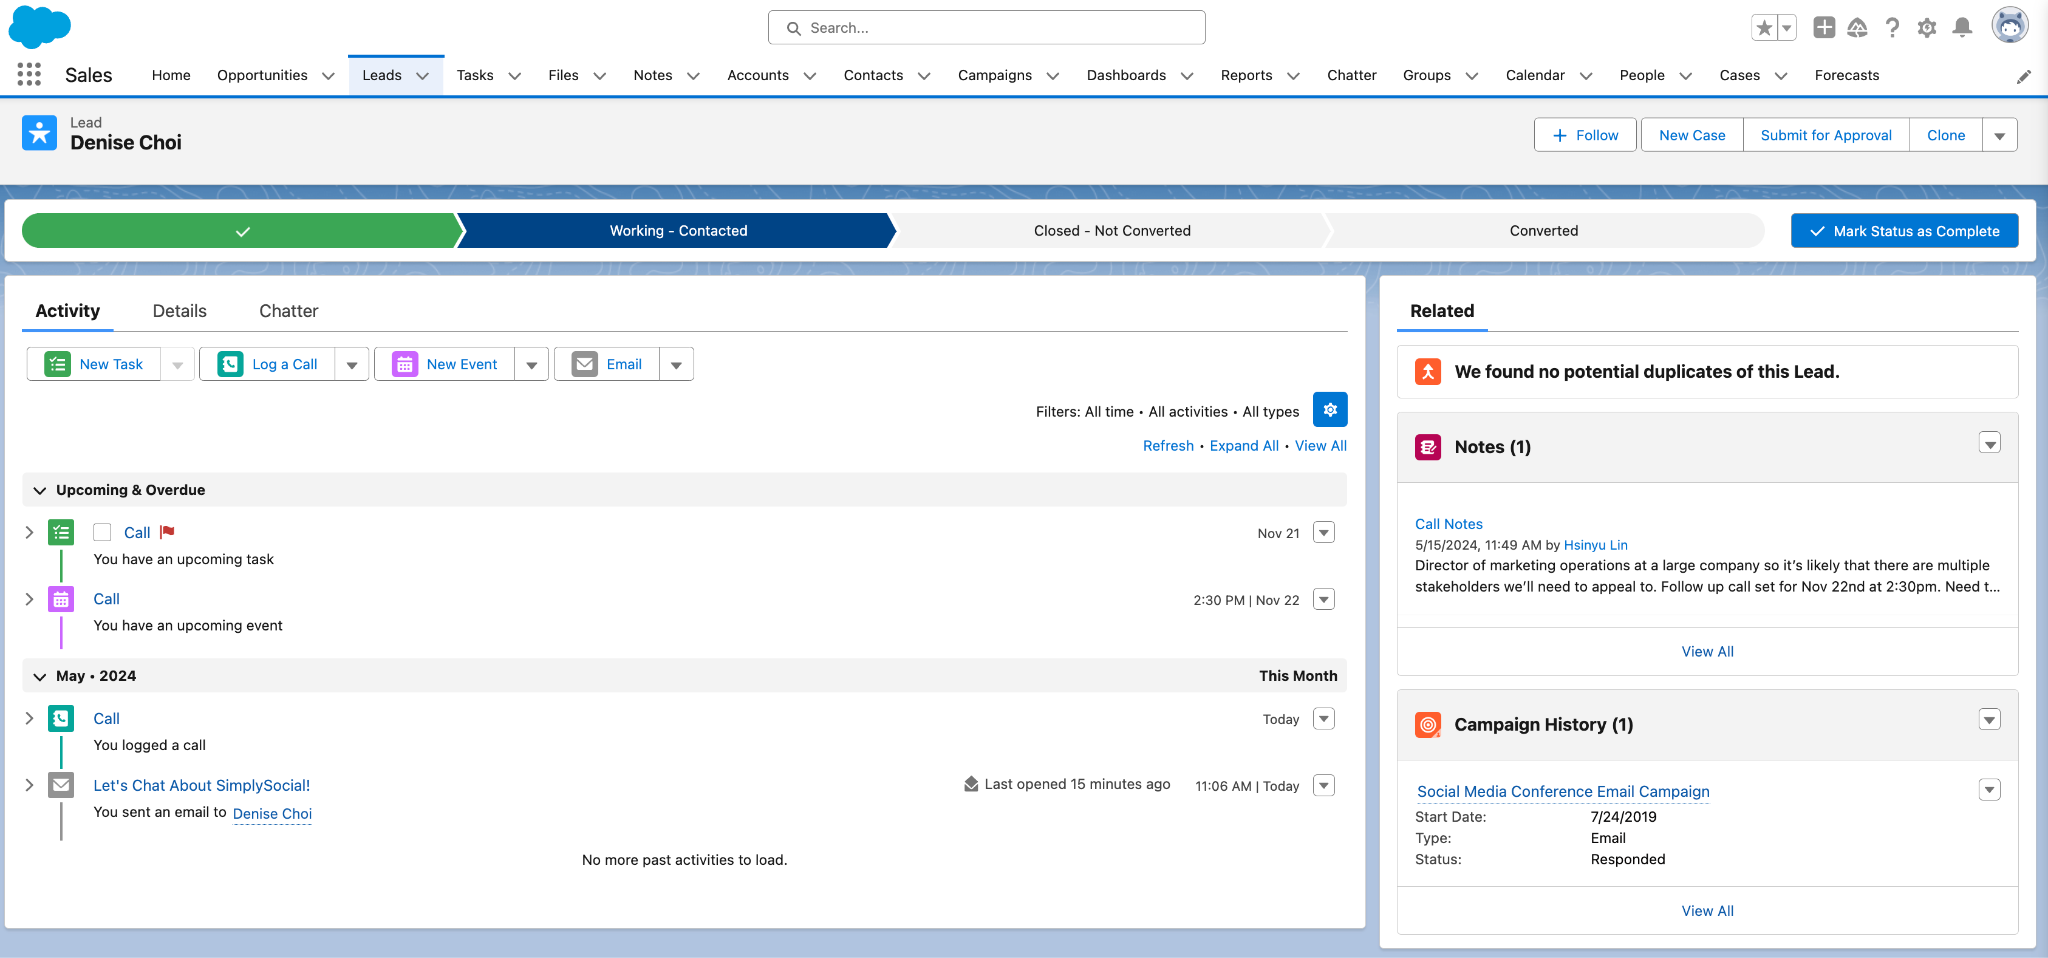 Search...
Sales
Home
Opportunities
Leads
Tasks
Files
Notes
Accounts
Contacts
Campaigns
Dashboards
Reports
Chatter
Groups
Calendar
People
Cases
Forecasts
Lead
Denise Choi
Follow
New Case
Submit for Approval
Clone
Working - Contacted
Closed - Not Converted
Converted
Mark Status as Complete
Activity
Details
Chatter
New Task
Log a Call
New Event
Email
Filters: All time • All activities • All types
Refresh • Expand All • View All
Upcoming & Overdue
Call
Nov 21
You have an upcoming task
Call
2:30 PM | Nov 22
You have an upcoming event
May • 2024
This Month
Call
Today
You logged a call
Let's Chat About SimplySocial!
Last opened 15 minutes ago
11:06 AM | Today
You sent an email to Denise Choi
No more past activities to load.
Related
We found no potential duplicates of this Lead.
Notes (1)
Call Notes
5/15/2024, 11:49 AM by Hsinyu Lin
Director of marketing operations at a large company so it's likely that there are multiple
stakeholders we'll need to appeal to. Follow up call set for Nov 22nd at 2:30pm. Need t...
View All
Campaign History (1)
Social Media Conference Email Campaign
Start Date: 7/24/2019
Type: Email
Status: Responded
View All